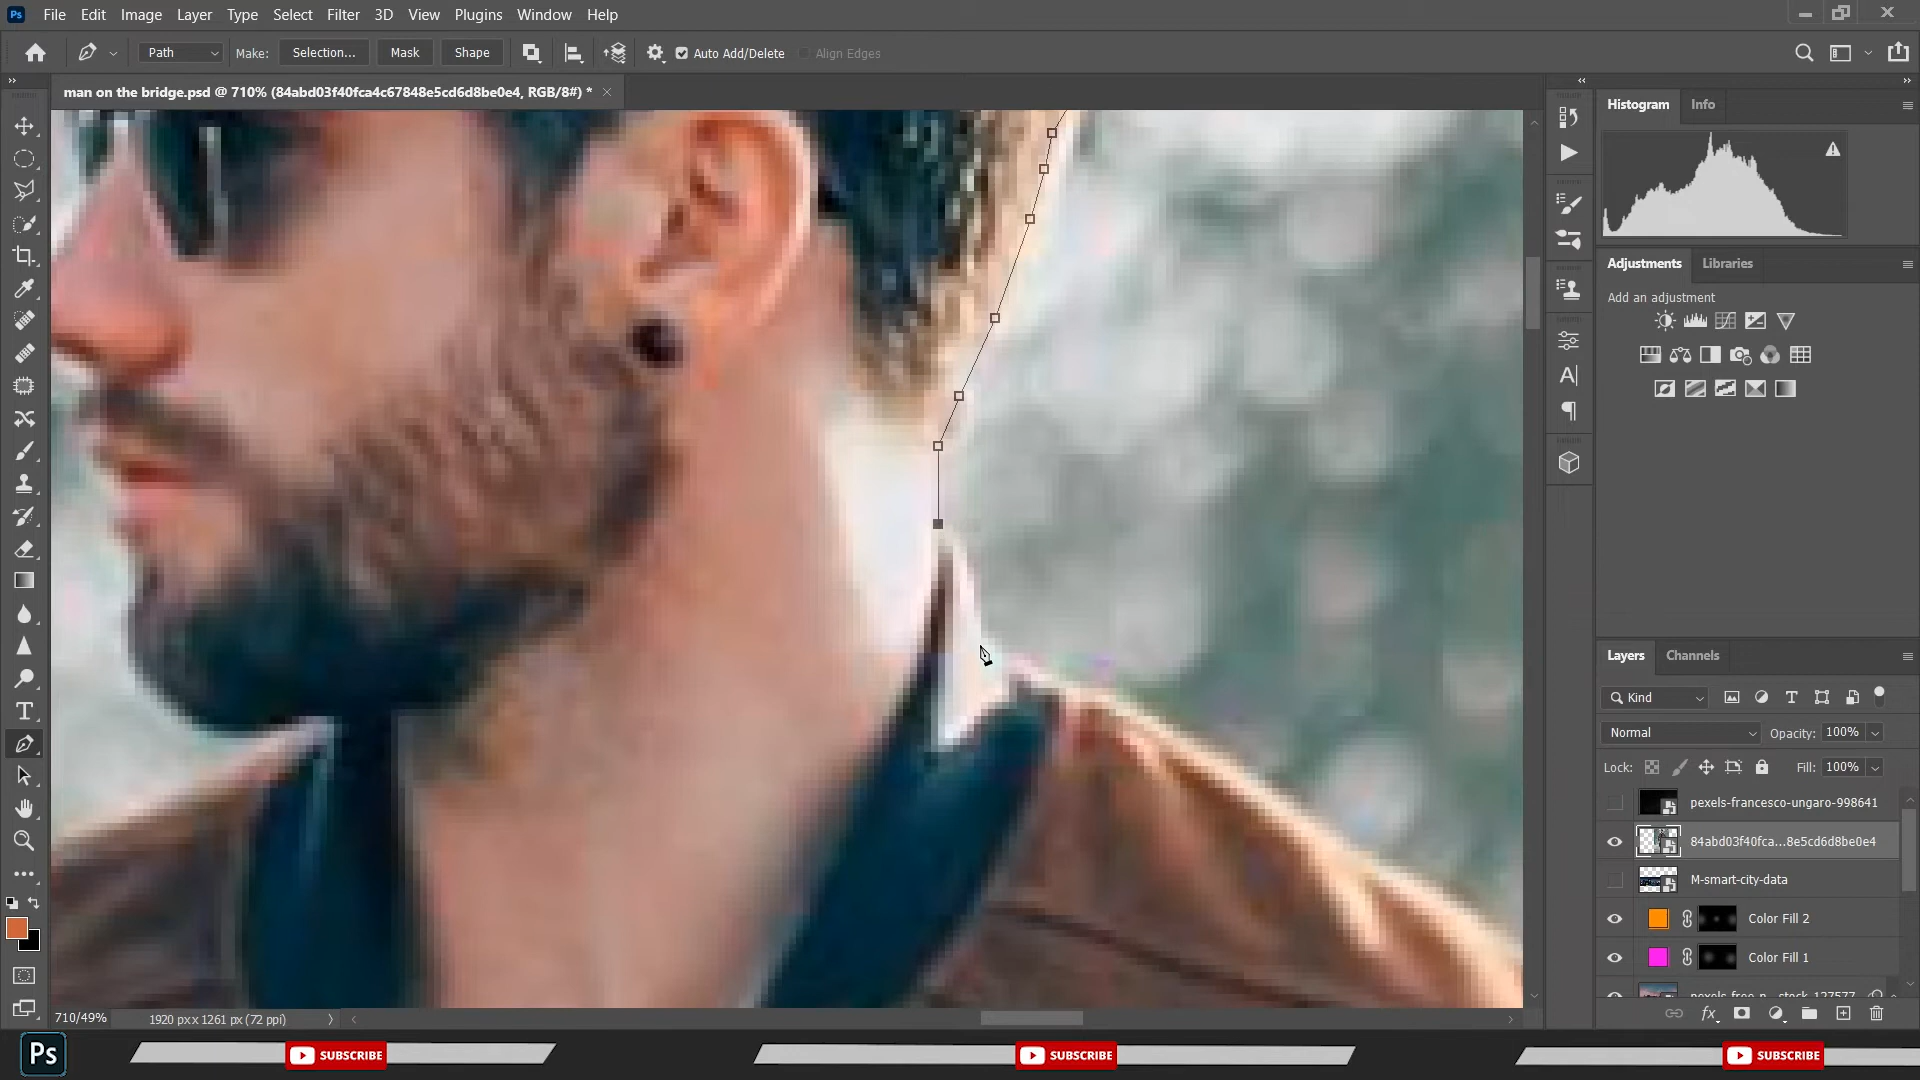 Ps File Edit Image Layer Type Select Filter 3D View Plugins Window Help
Path Make: Selection... Mask Shape Auto Add/Delete Align Edges
man on the bridge.psd @ 710% (84abd03f40fca4c67848e5cd6d8be0e4, RGB/8#) *
Histogram Info
Adjustments Libraries
Add an adjustment
Layers Channels
Kind
Normal Opacity: 100%
Lock: Fill: 100%
pexels-francesco-ungaro-998641
84abd03f40fca...8e5cd6d8be0e4
M-smart-city-data
Color Fill 2
Color Fill 1
710/49% 1920 px x 1261 px (72 ppi)
Ps SUBSCRIBE SUBSCRIBE SUBSCRIBE